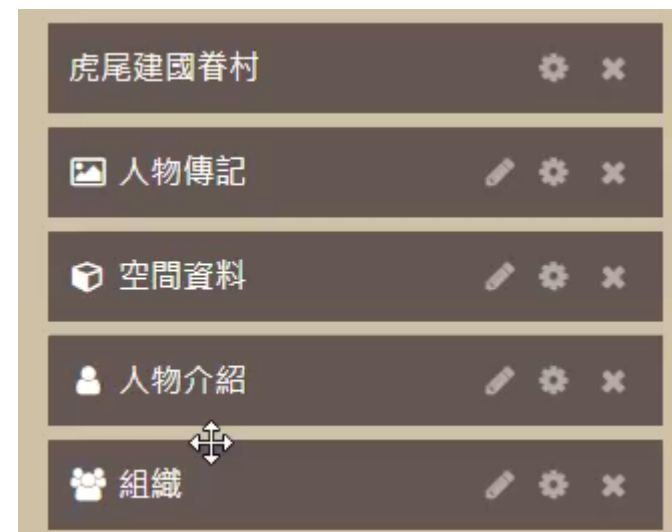 虎尾建國眷村
人物傳記
空間資料
人物介紹
組織